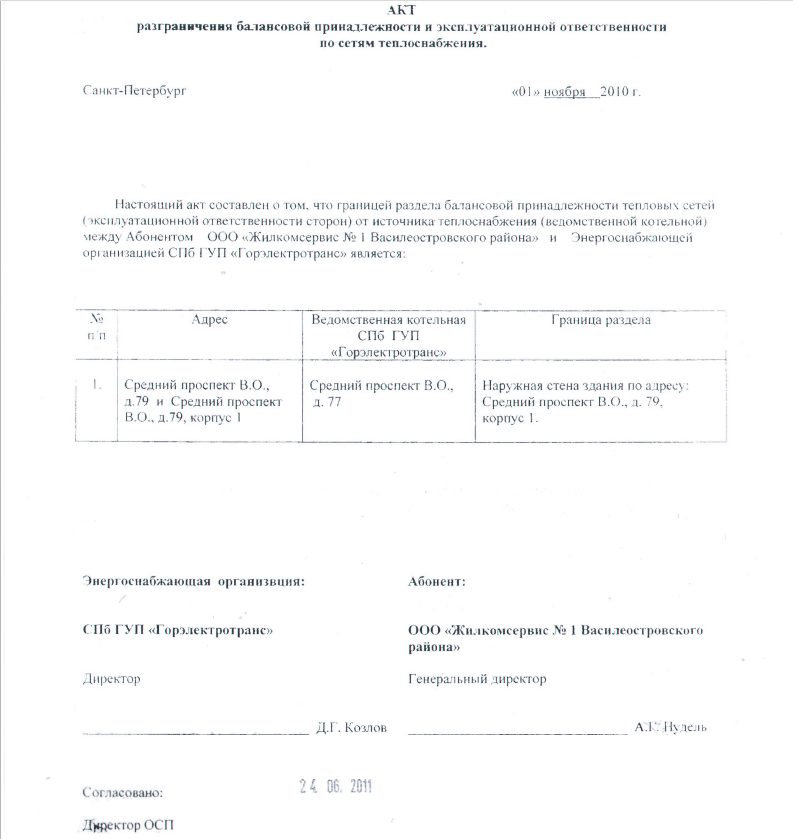 АКТ
разграничения балансовой принадлежности и эксплуатационной ответственности
по сетям теплоснабжения.
Санкт-Петербург «01» ноября 2010 г.
Настоящий акт составлен о том, что границей раздела балансовой принадлежности тепловых сетей
(эксплуатационной ответственности сторон) от источника теплоснабжения (ведомственной котельной)
между Абонентом ООО «Жилкомсервис № 1 Василеостровского района» и Энергоснабжающей
организацией СПб ГУП «Горэлектротранс» является:
№
п п
Адрес
Ведомственная котельная
СПб ГУП
«Горэлектротранс»
Граница раздела
1.
Средний проспект В.О.,
д.79 и Средний проспект
В.О., д.79, корпус 1
Средний проспект В.О.,
д. 77
Наружная стена здания по адресу:
Средний проспект В.О., д. 79,
корпус 1.
Энергоснабжающая организвция: Абонент:
СПб ГУП «Горэлектротранс»
ООО «Жилкомсервис № 1 Василеостровского
района»
Директор Генеральный директор
Д.Г. Козлов Нудель
Согласовано: 24. 06. 2011
Директор ОСП